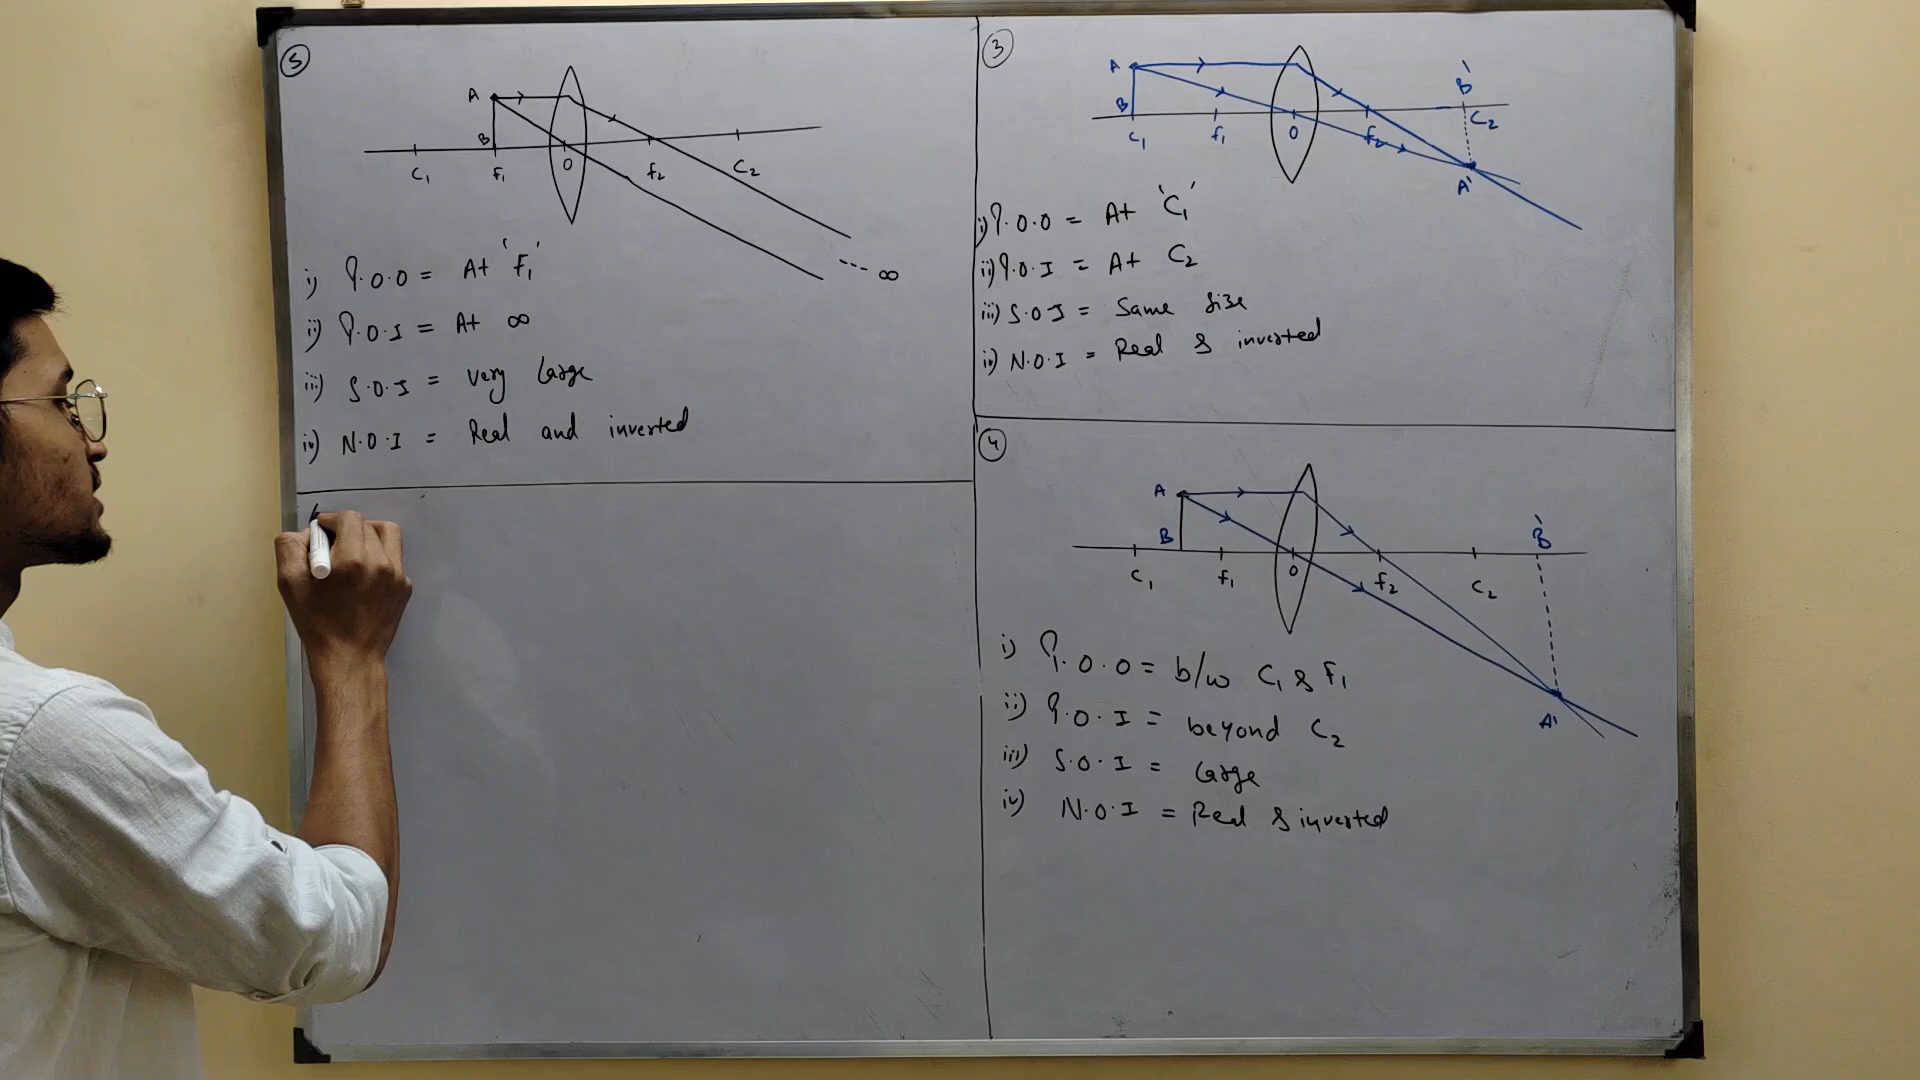 5
A
B
C₁ F₁ O f₂ C₂
--- ∞
i) P.O.O = At 'F₁'
ii) P.O.I = At ∞
iii) S.O.I = very large
iv) N.O.I = Real and inverted
3
A
B B'
C₁ f₁ O f₂ C₂
A'
i) P.O.O = At 'C₁'
ii) P.O.I = At C₂
iii) S.O.I = Same Size
iv) N.O.I = Real & inverted
4
A
B B'
C₁ F₁ O f₂ C₂
A'
i) P.O.O = b/w C₁ & F₁
ii) P.O.I = beyond C₂
iii) S.O.I = large
iv) N.O.I = Real & inverted